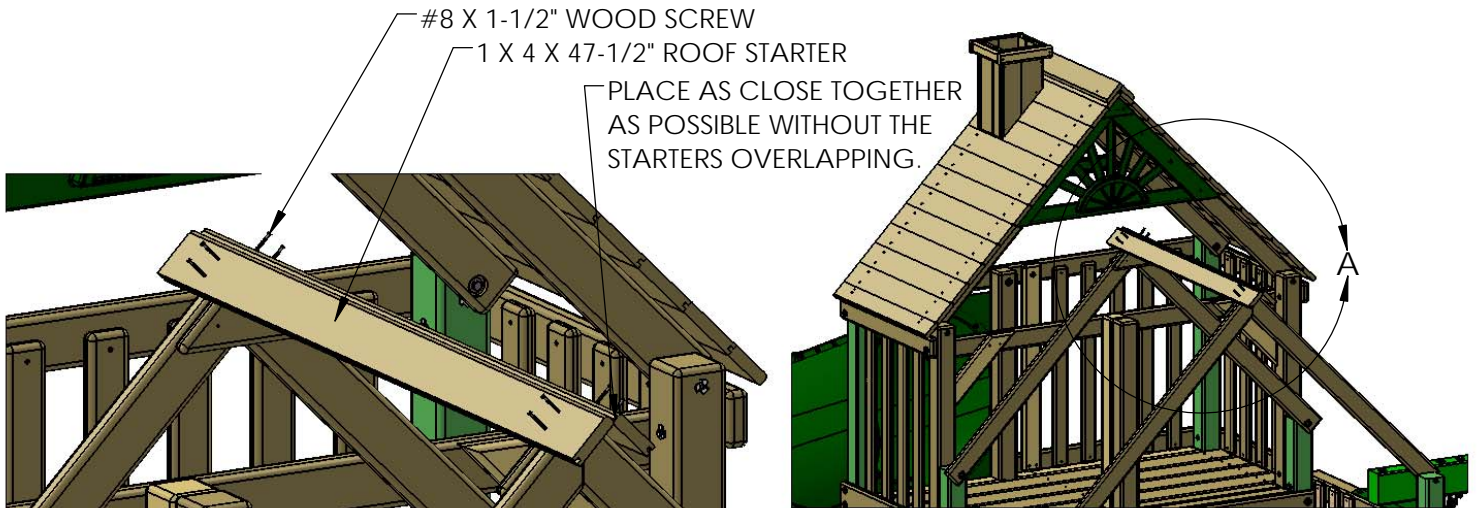 #8 X 1-1/2" WOOD SCREW
1 X 4 X 47-1/2" ROOF STARTER
PLACE AS CLOSE TOGETHER
AS POSSIBLE WITHOUT THE
STARTERS OVERLAPPING.
A